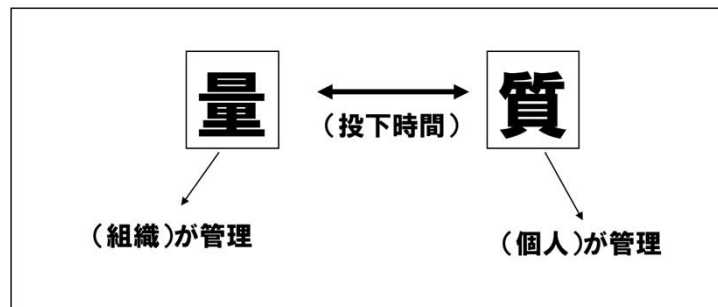 量
質
（投下時間）
（組織）が管理
（個人）が管理